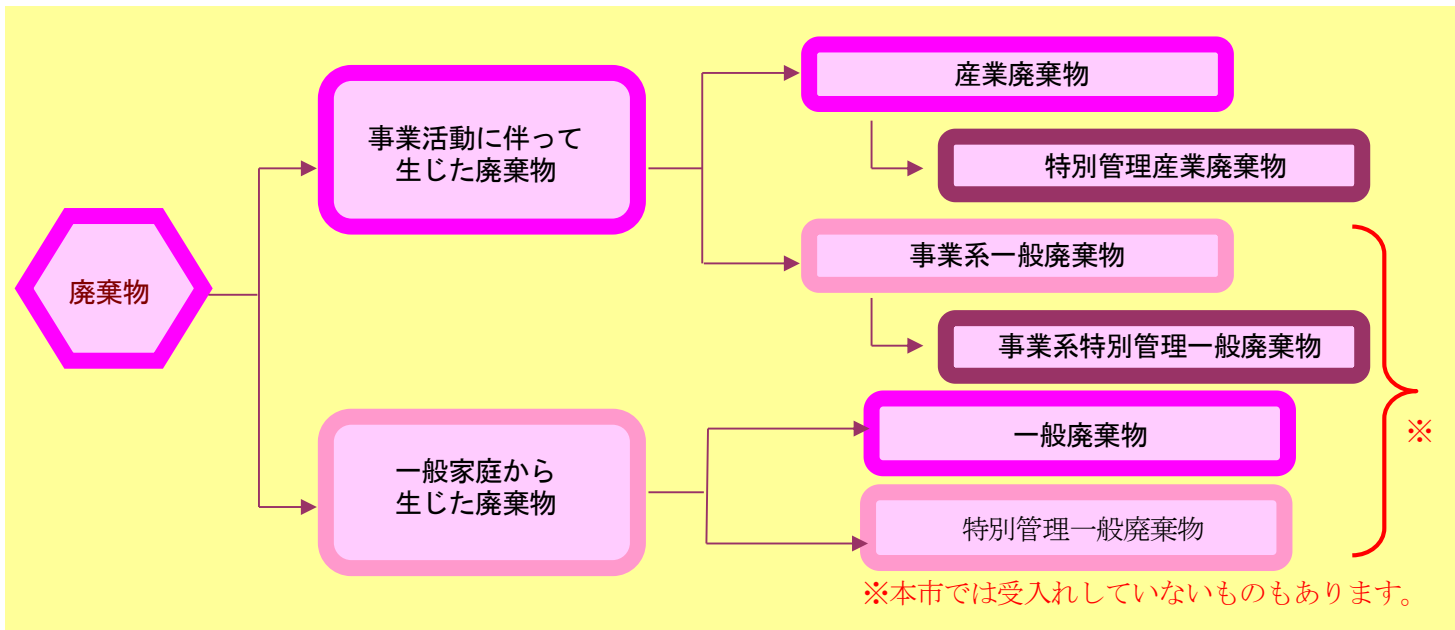 廃棄物
事業活動に伴って
生じた廃棄物
産業廃棄物
特別管理産業廃棄物
事業系一般廃棄物
事業系特別管理一般廃棄物
一般家庭から
生じた廃棄物
一般廃棄物
特別管理一般廃棄物
※
※本市では受入れしていないものもあります。